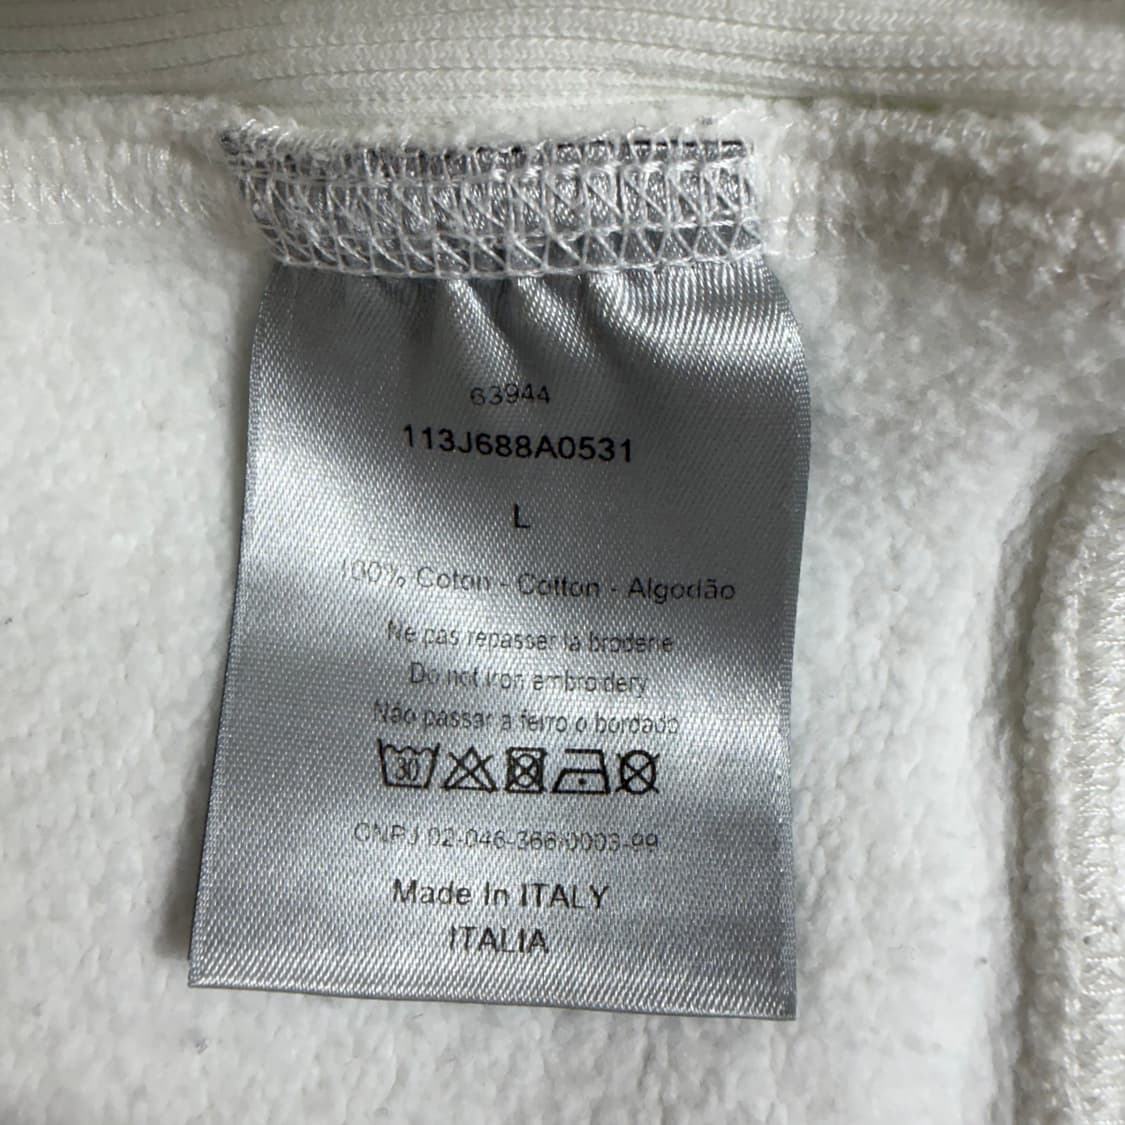 63944
113J688A0531
L
100% Coton - Cotton - Algodão
Ne pas repasser la broderie
Do not iron embroidery
Não passar a ferro o bordado
30
CNPJ 02-046-366/0003-99
Made In ITALY
ITALIA